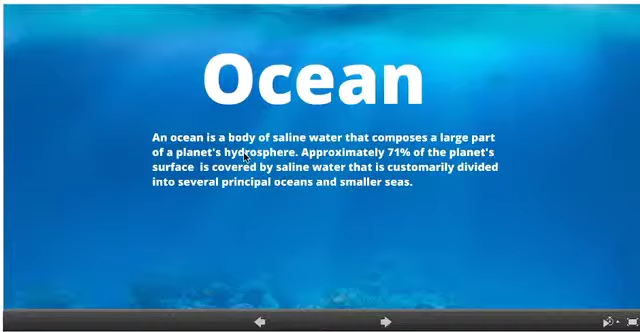 Ocean
An ocean is a body of saline water that composes a large part
of a planet's hydrosphere. Approximately 71% of the planet's
surface is covered by saline water that is customarily divided
into several principal oceans and smaller seas.